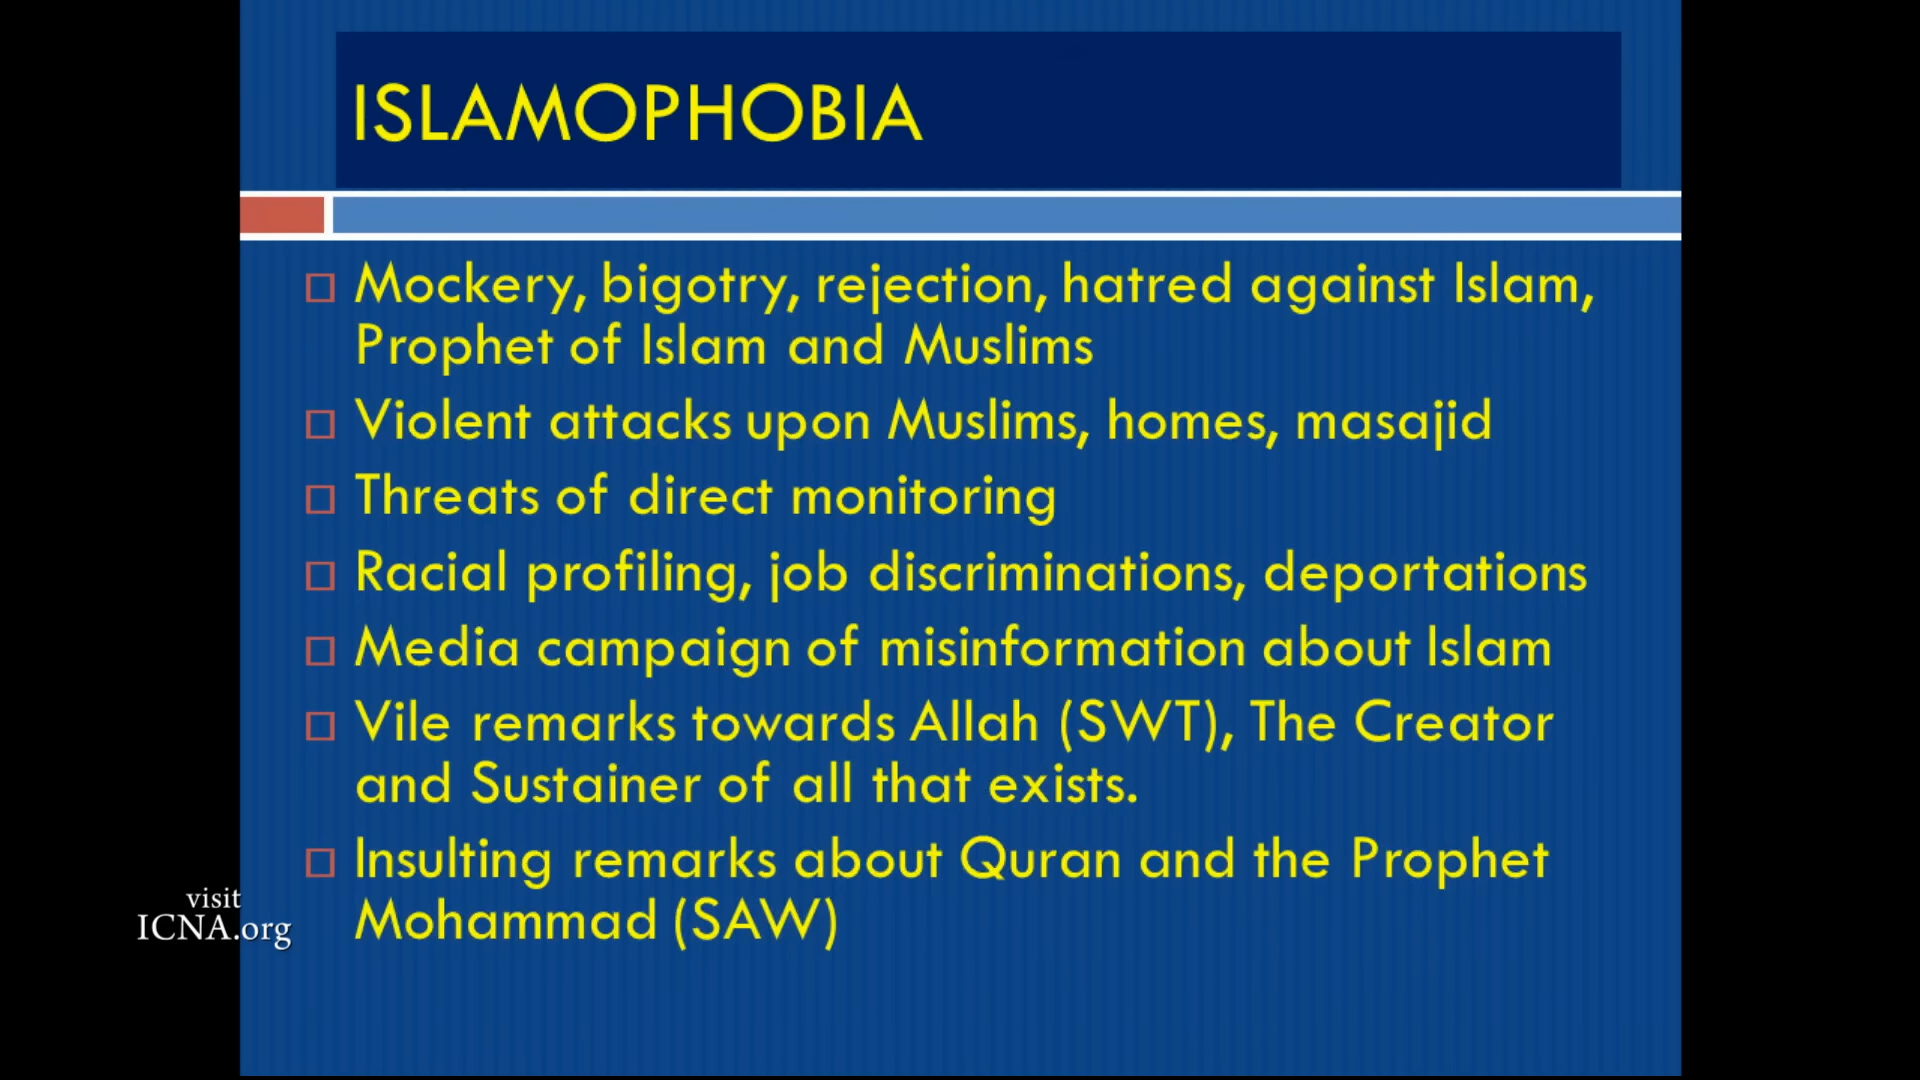 ISLAMOPHOBIA
Mockery, bigotry, rejection, hatred against Islam,
Prophet of Islam and Muslims
Violent attacks upon Muslims, homes, masajid
Threats of direct monitoring
Racial profiling, job discriminations, deportations
Media campaign of misinformation about Islam
Vile remarks towards Allah (SWT), The Creator
and Sustainer of all that exists.
Insulting remarks about Quran and the Prophet
Mohammad (SAW)
visit
ICNA.org